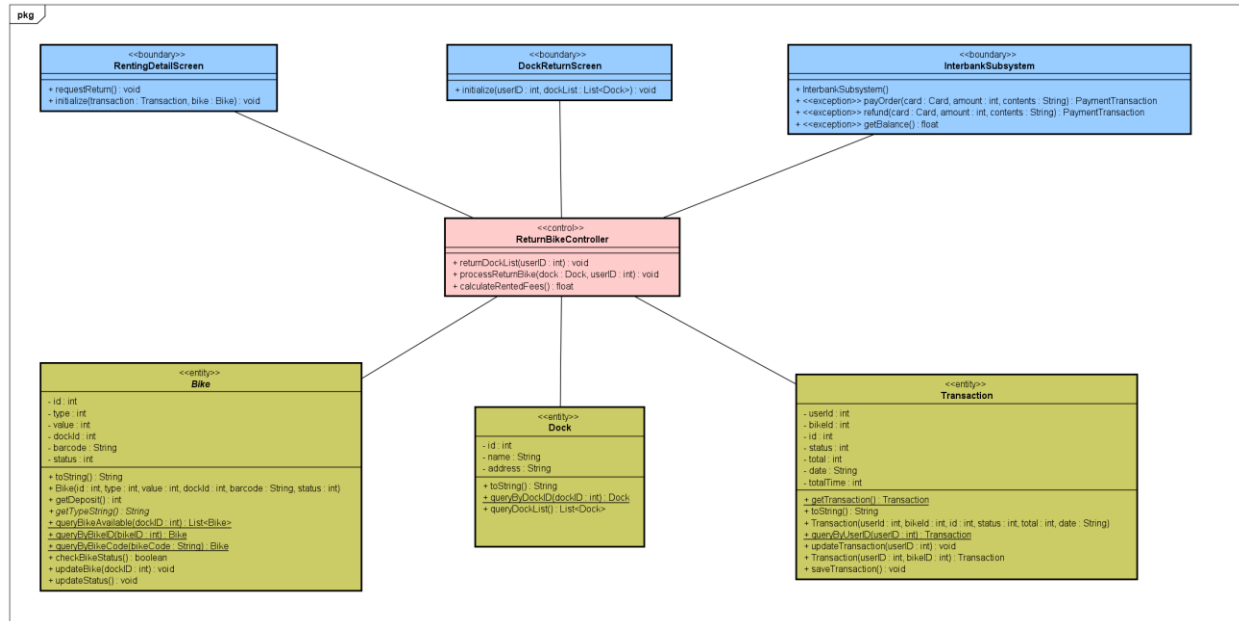 pkg
<<boundary>>
RentingDetailScreen
+ requestReturn() : void
+ initialize(transaction : Transaction, bike : Bike) : void
<<boundary>>
DockReturnScreen
+ initialize(userID : int, dockList : List<Dock>) : void
<<boundary>>
InterbankSubsystem
+ InterbankSubsystem()
+ <<exception>> payOrder(card : Card, amount : int, contents : String) : PaymentTransaction
+ <<exception>> refund(card : Card, amount : int, contents : String) : PaymentTransaction
+ <<exception>> getBalance() : float
<<control>>
ReturnBikeController
+ returnDockList(userID : int) : void
+ processReturnBike(dock : Dock, userID : int) : void
+ calculateRentedFees() : float
<<entity>>
Bike
- id : int
- type : int
- value : int
- dockId : int
- barcode : String
- status : int
+ toString() : String
+ Bike(id : int, type : int, value : int, dockId : int, barcode : String, status : int)
+ getDeposit() : int
+ getTypeString() : String
+ queryBikeAvailable(dockID : int) : List<Bike>
+ queryByBikeID(bikeID : int) : Bike
+ queryByBikeCode(bikeCode : String) : Bike
+ checkBikeStatus() : boolean
+ updateBike(dockID : int) : void
+ updateStatus() : void
<<entity>>
Dock
- id : int
- name : String
- address : String
+ toString() : String
+ queryByDockID(dockID : int) : Dock
+ queryDockList() : List<Dock>
<<entity>>
Transaction
- userId : int
- bikeId : int
- id : int
- status : int
- total : int
- date : String
- totalTime : int
+ getTransaction() : Transaction
+ toString() : String
+ Transaction(userId : int, bikeId : int, id : int, status : int, total : int, date : String)
+ queryByUserID(userID : int) : Transaction
+ updateTransaction(userID : int) : void
+ Transaction(userID : int, bikeID : int) : Transaction
+ saveTransaction() : void